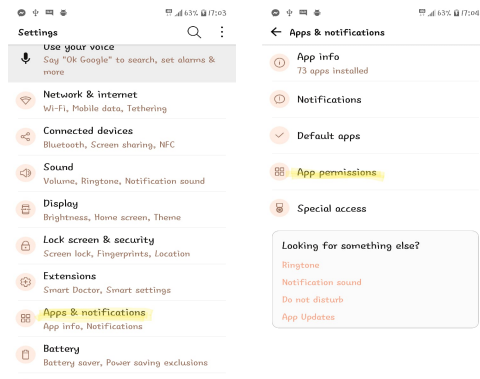 63% 17:03
Settings
Use your voice
Say "Ok Google" to search, set alarms &
more
Network & internet
Wi-Fi, Mobile data, Tethering
Connected devices
Bluetooth, Screen sharing, NFC
Sound
Volume, Ringtone, Notification sound
Display
Brightness, Home screen, Theme
Lock screen & security
Screen lock, Fingerprints, Location
Extensions
Smart Doctor, Smart settings
Apps & notifications
App info, Notifications
Battery
Battery saver, Power saving exclusions
63% 17:04
Apps & notifications
App info
73 apps installed
Notifications
Default apps
App permissions
Special access
Looking for something else?
Ringtone
Notification sound
Do not disturb
App Updates